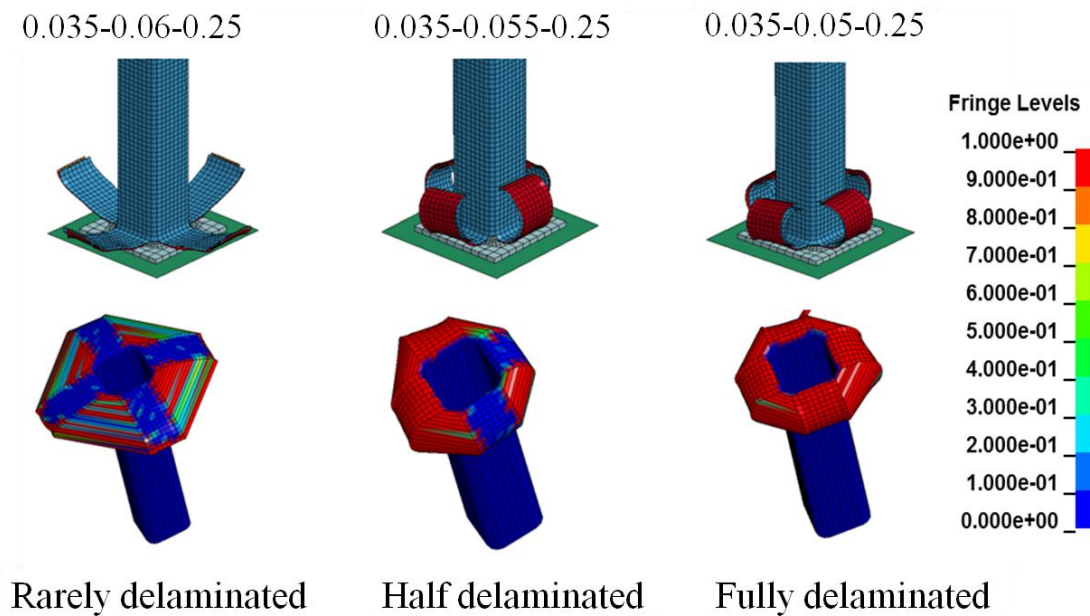 0.035-0.06-0.25
0.035-0.055-0.25
0.035-0.05-0.25
Fringe Levels
1.000e+00
9.000e-01
8.000e-01
7.000e-01
6.000e-01
5.000e-01
4.000e-01
3.000e-01
2.000e-01
1.000e-01
0.000e+00
Rarely delaminated
Half delaminated
Fully delaminated